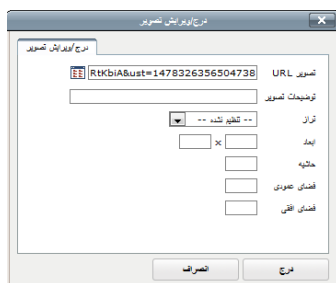 درج/ویرایش تصویر
درج/ویرایش تصویر
تصویر URL RtKbiA&ust=1478326356504738
توضیحات تصویر
تراز -- تنظیم نشده --
ابعاد ×
حاشیه
فضای عمودی
فضای افقی
درج انصراف